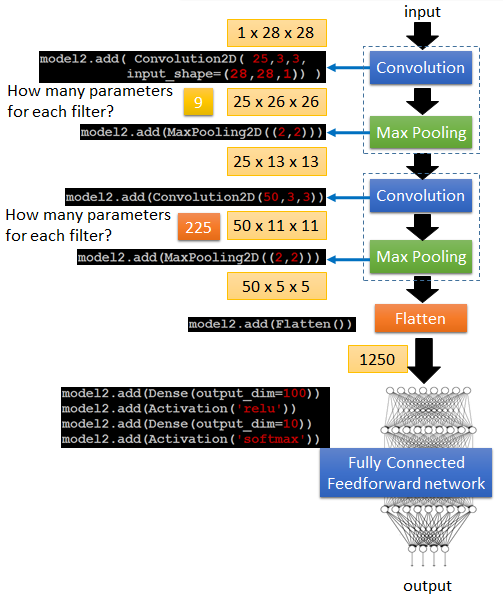 input
1 x 28 x 28
model2.add( Convolution2D( 25,3,3,
input_shape=(28,28,1)) )
Convolution
How many parameters
for each filter?
9
25 x 26 x 26
model2.add(MaxPooling2D((2,2)))
Max Pooling
25 x 13 x 13
model2.add(Convolution2D(50,3,3))
Convolution
How many parameters
for each filter?
225
50 x 11 x 11
model2.add(MaxPooling2D((2,2)))
Max Pooling
50 x 5 x 5
model2.add(Flatten())
Flatten
1250
model2.add(Dense(output_dim=100))
model2.add(Activation('relu'))
model2.add(Dense(output_dim=10))
model2.add(Activation('softmax'))
Fully Connected
Feedforward network
output